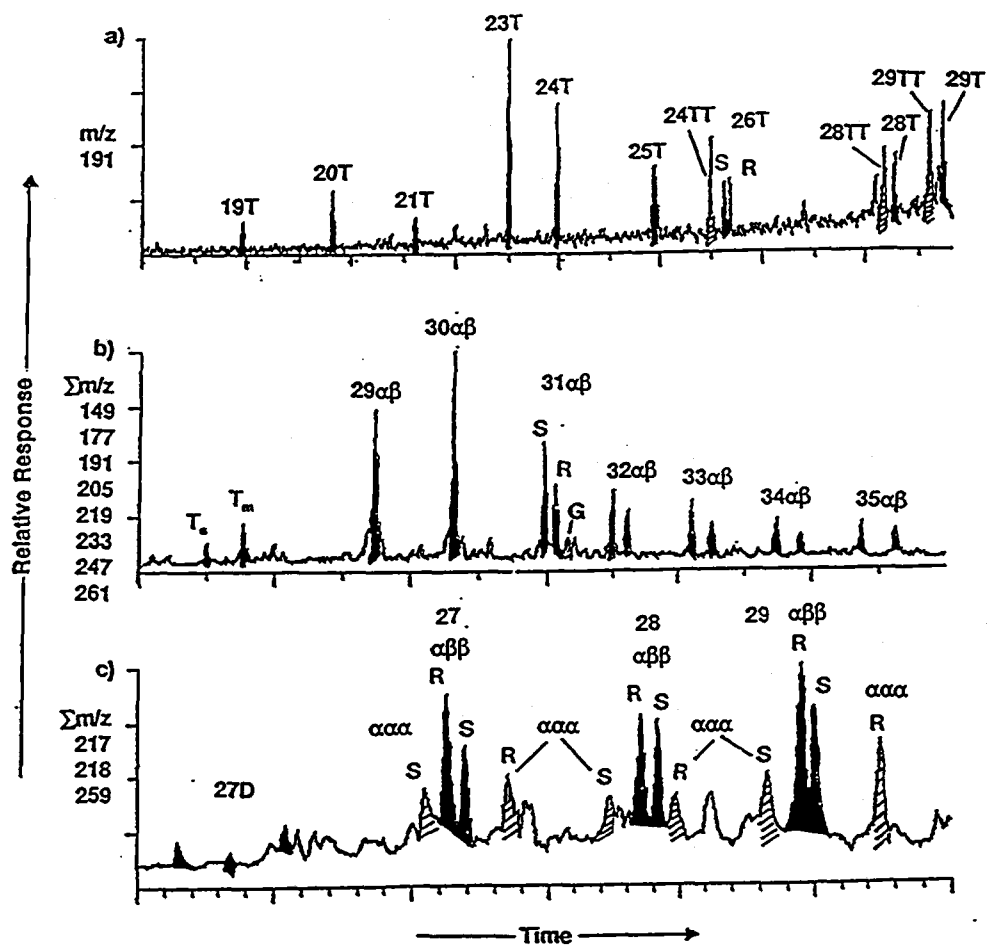 a)
m/z
191
19T
20T
21T
23T
24T
25T
24TT
26T
S R
28TT
28T
29TT
29T
b)
Σm/z
149
177
191
205
219
233
247
261
Ts
Tm
29αβ
30αβ
31αβ
S
R
G
32αβ
33αβ
34αβ
35αβ
c)
Σm/z
217
218
259
27D
ααα
S
27
αββ
R
S
ααα
R
S
28
αββ
R
S
ααα
R
S
29
αββ
R
S
ααα
R
Relative Response
Time